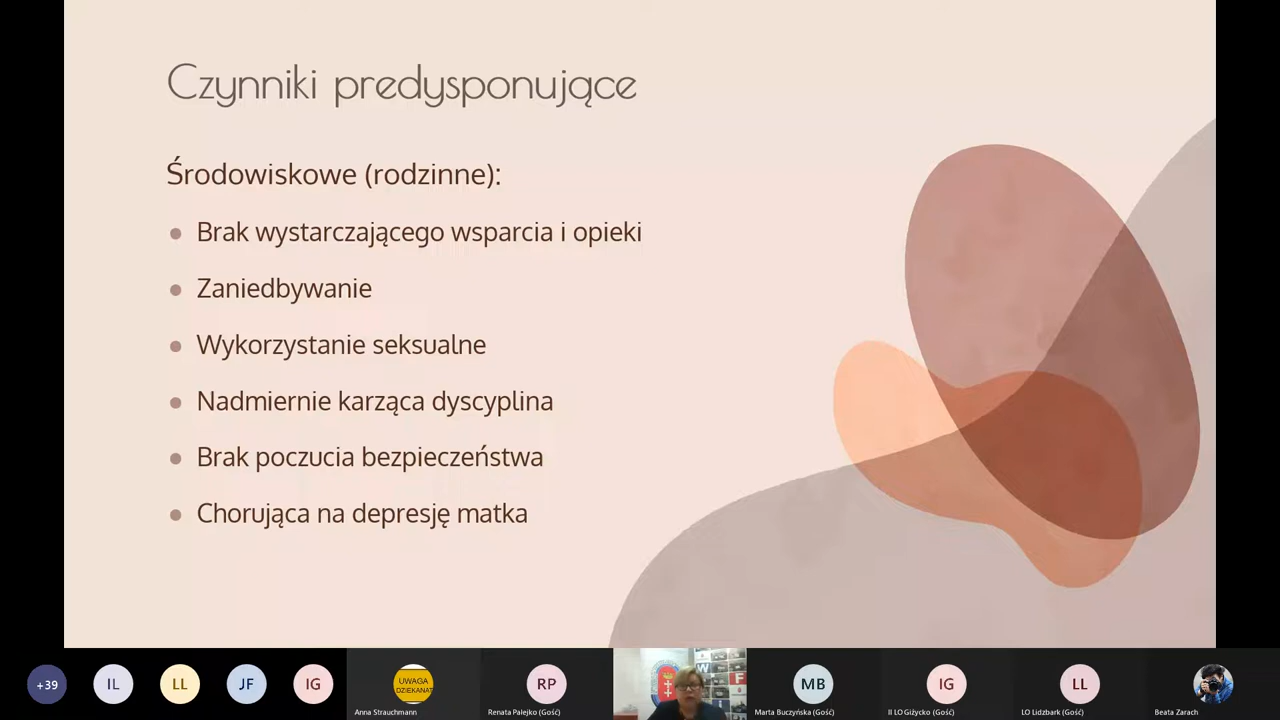 Czynniki predysponujące
Środowiskowe (rodzinne):
Brak wystarczającego wsparcia i opieki
Zaniedbywanie
Wykorzystanie seksualne
Nadmiernie karząca dyscyplina
Brak poczucia bezpieczeństwa
Chorująca na depresję matka
+39
IL
LL
JF
IG
UWAGA
DZIEKANAT
Anna Strauchmann
RP
Renata Palejko (Gość)
W
F
MB
Marta Buczyńska (Gość)
IG
II LO Giżycko (Gość)
LL
LO Lidzbark (Gość)
Beata Zarach